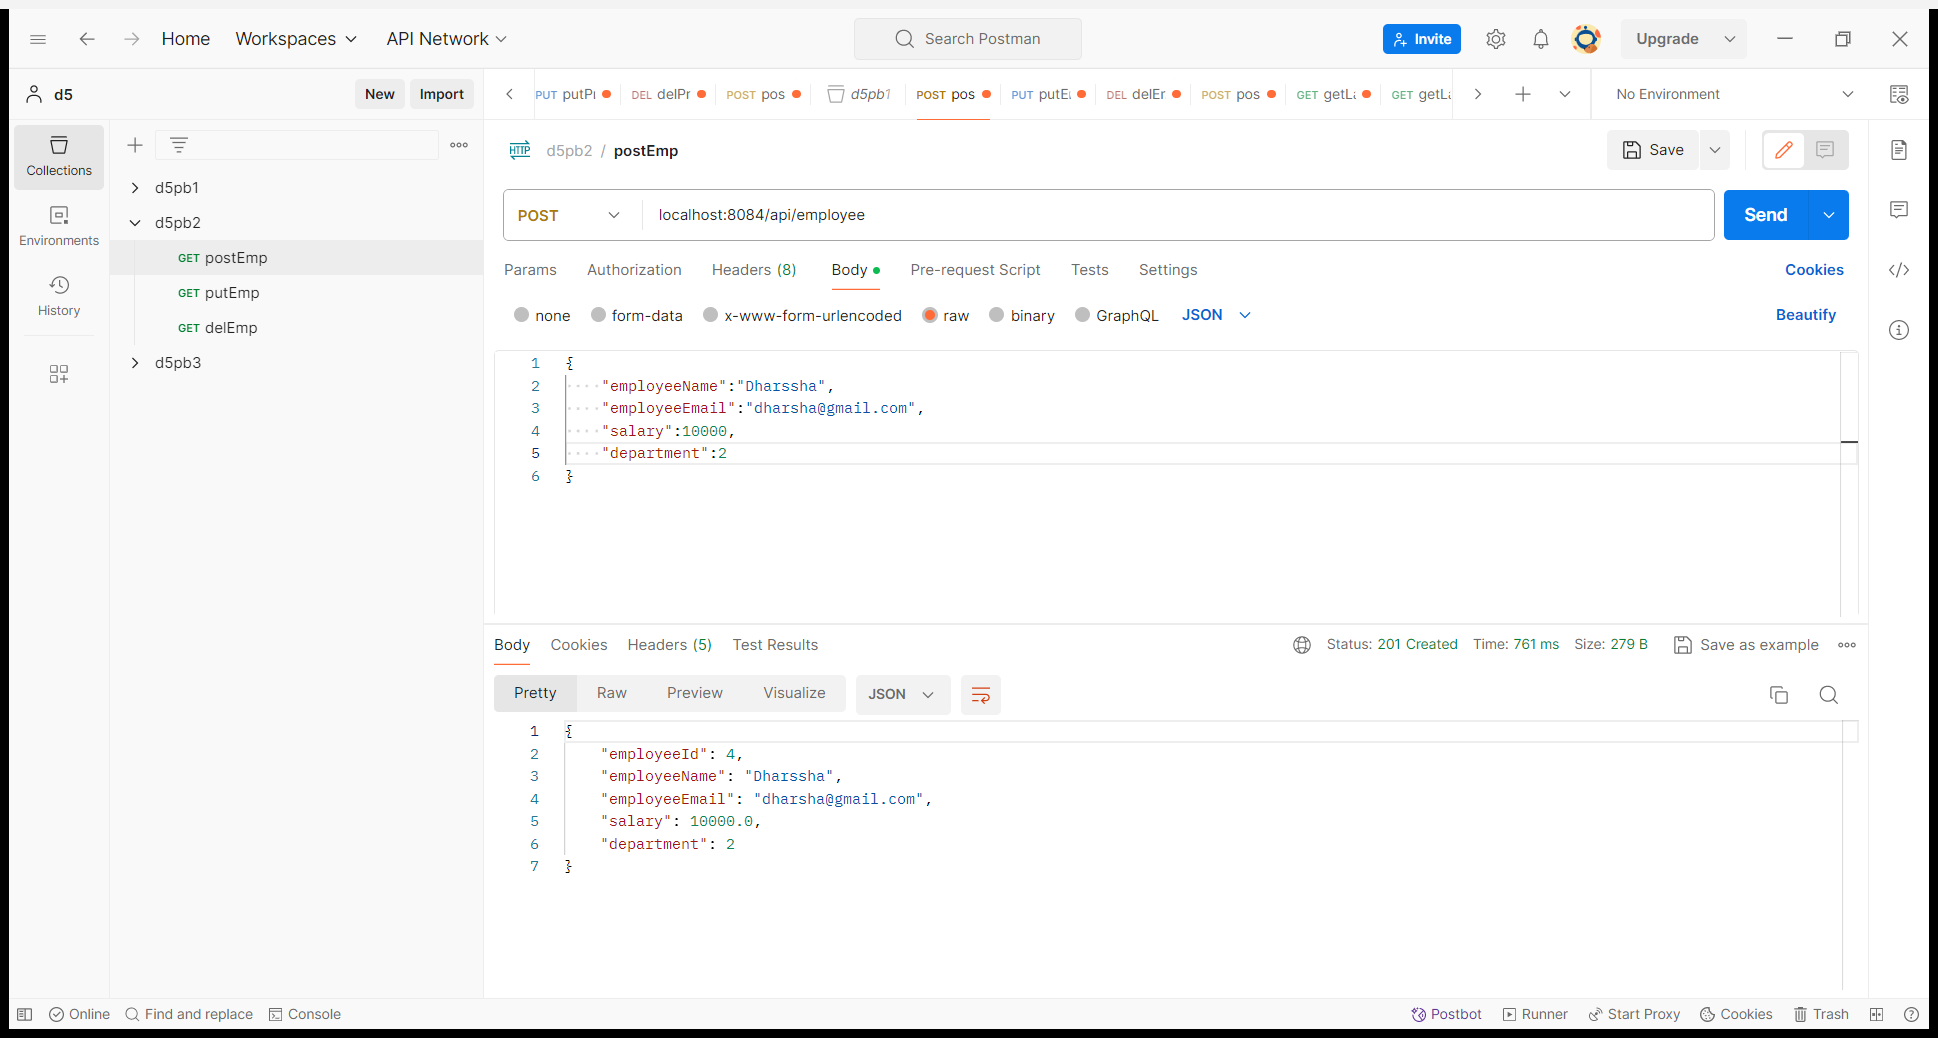 Home Workspaces API Network Search Postman Invite Upgrade
d5 New Import PUT putPr DEL delPr POST pos d5pb1 POST pos PUT putE DEL delEr POST pos GET getLa GET getLa No Environment
Collections
Environments
History
d5pb1
d5pb2
GET postEmp
GET putEmp
GET delEmp
d5pb3
HTTP d5pb2 / postEmp Save
POST localhost:8084/api/employee Send
Params Authorization Headers (8) Body Pre-request Script Tests Settings Cookies
none form-data x-www-form-urlencoded raw binary GraphQL JSON Beautify
1 {
2 "employeeName":"Dharssha",
3 "employeeEmail":"dharsha@gmail.com",
4 "salary":10000,
5 "department":2
6 }
Body Cookies Headers (5) Test Results Status: 201 Created Time: 761 ms Size: 279 B Save as example
Pretty Raw Preview Visualize JSON
1 {
2 "employeeId": 4,
3 "employeeName": "Dharssha",
4 "employeeEmail": "dharsha@gmail.com",
5 "salary": 10000.0,
6 "department": 2
7 }
Online Find and replace Console Postbot Runner Start Proxy Cookies Trash